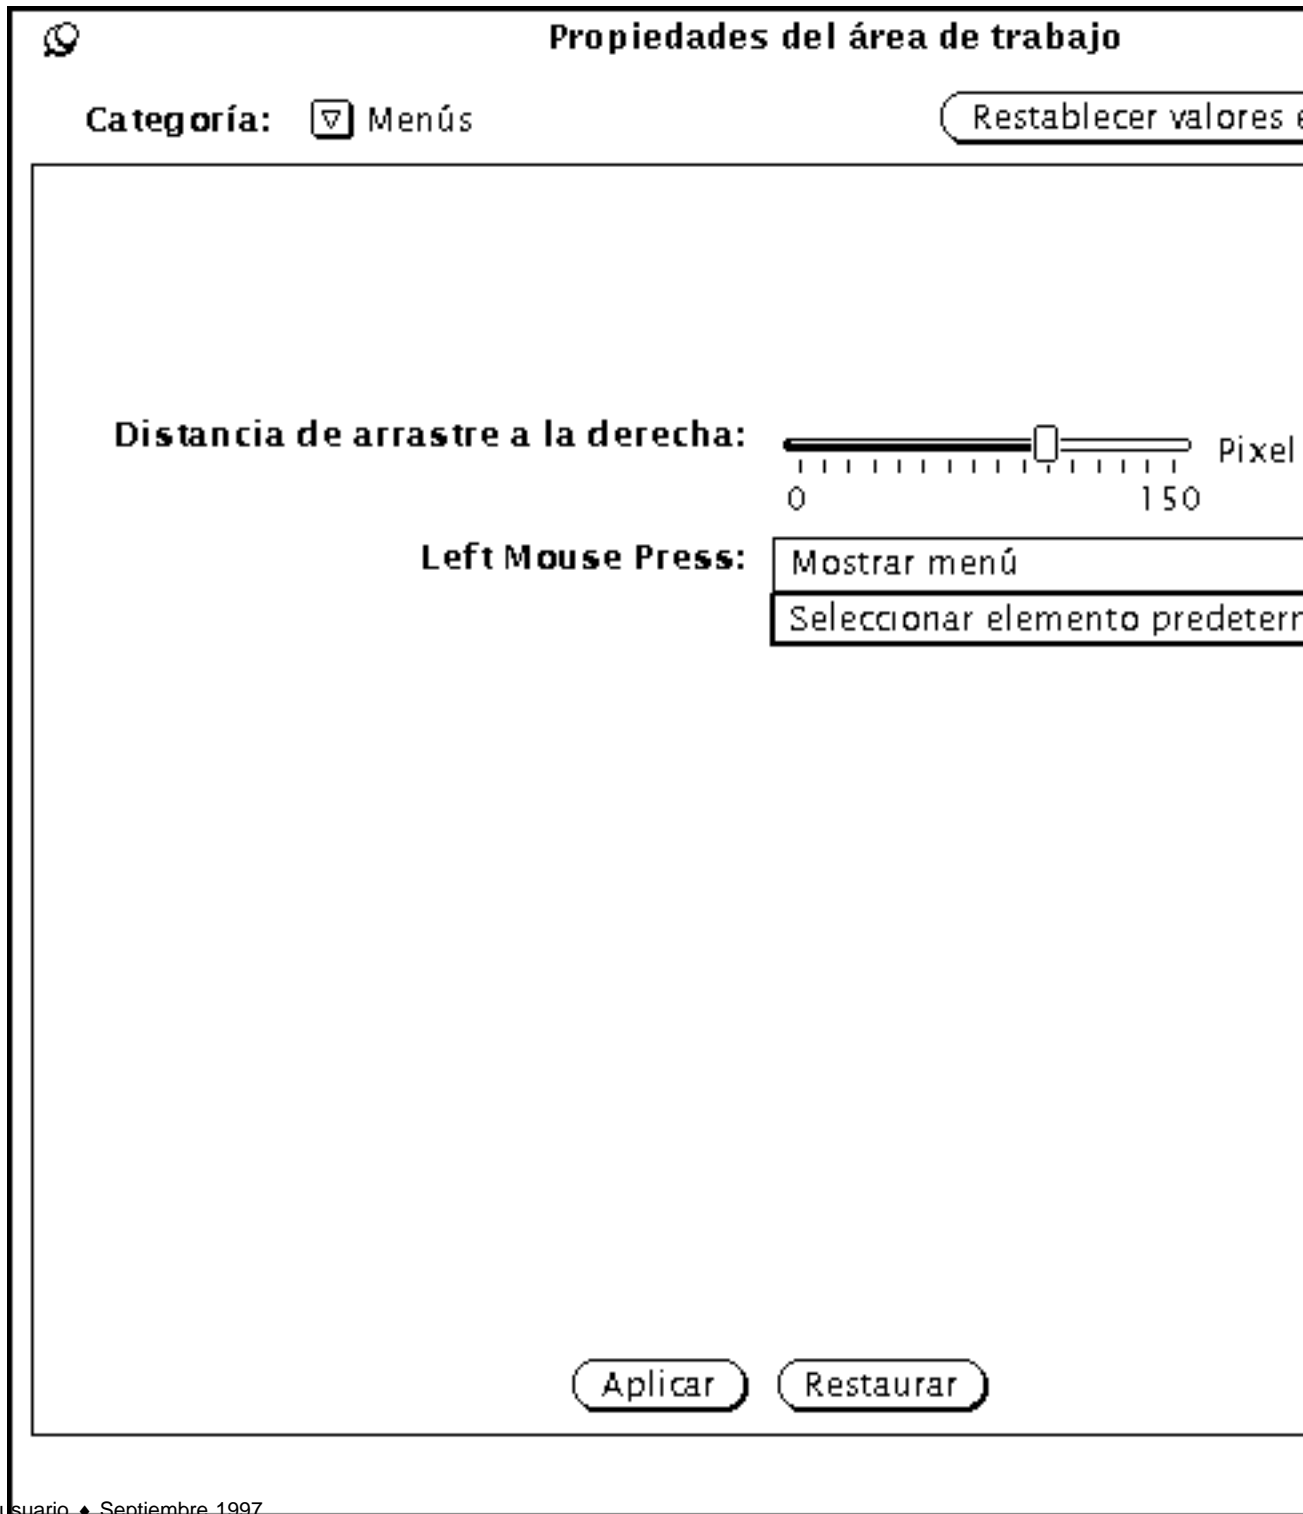 Propiedades del área de trabajo
Categoría: Menús
Restablecer valores
Distancia de arrastre a la derecha: Pixel
0 150
Left Mouse Press: Mostrar menú
Seleccionar elemento
Aplicar Restaurar
Septiembre 1997